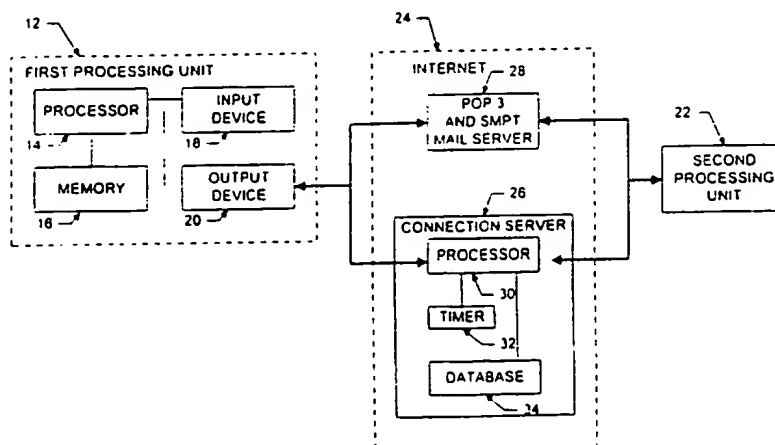 12
24
FIRST PROCESSING UNIT
PROCESSOR
14
INPUT
DEVICE
18
MEMORY
16
OUTPUT
DEVICE
20
INTERNET
28
POP 3
AND SMPT
MAIL SERVER
22
SECOND
PROCESSING
UNIT
26
CONNECTION SERVER
PROCESSOR
30
TIMER
32
DATABASE
34